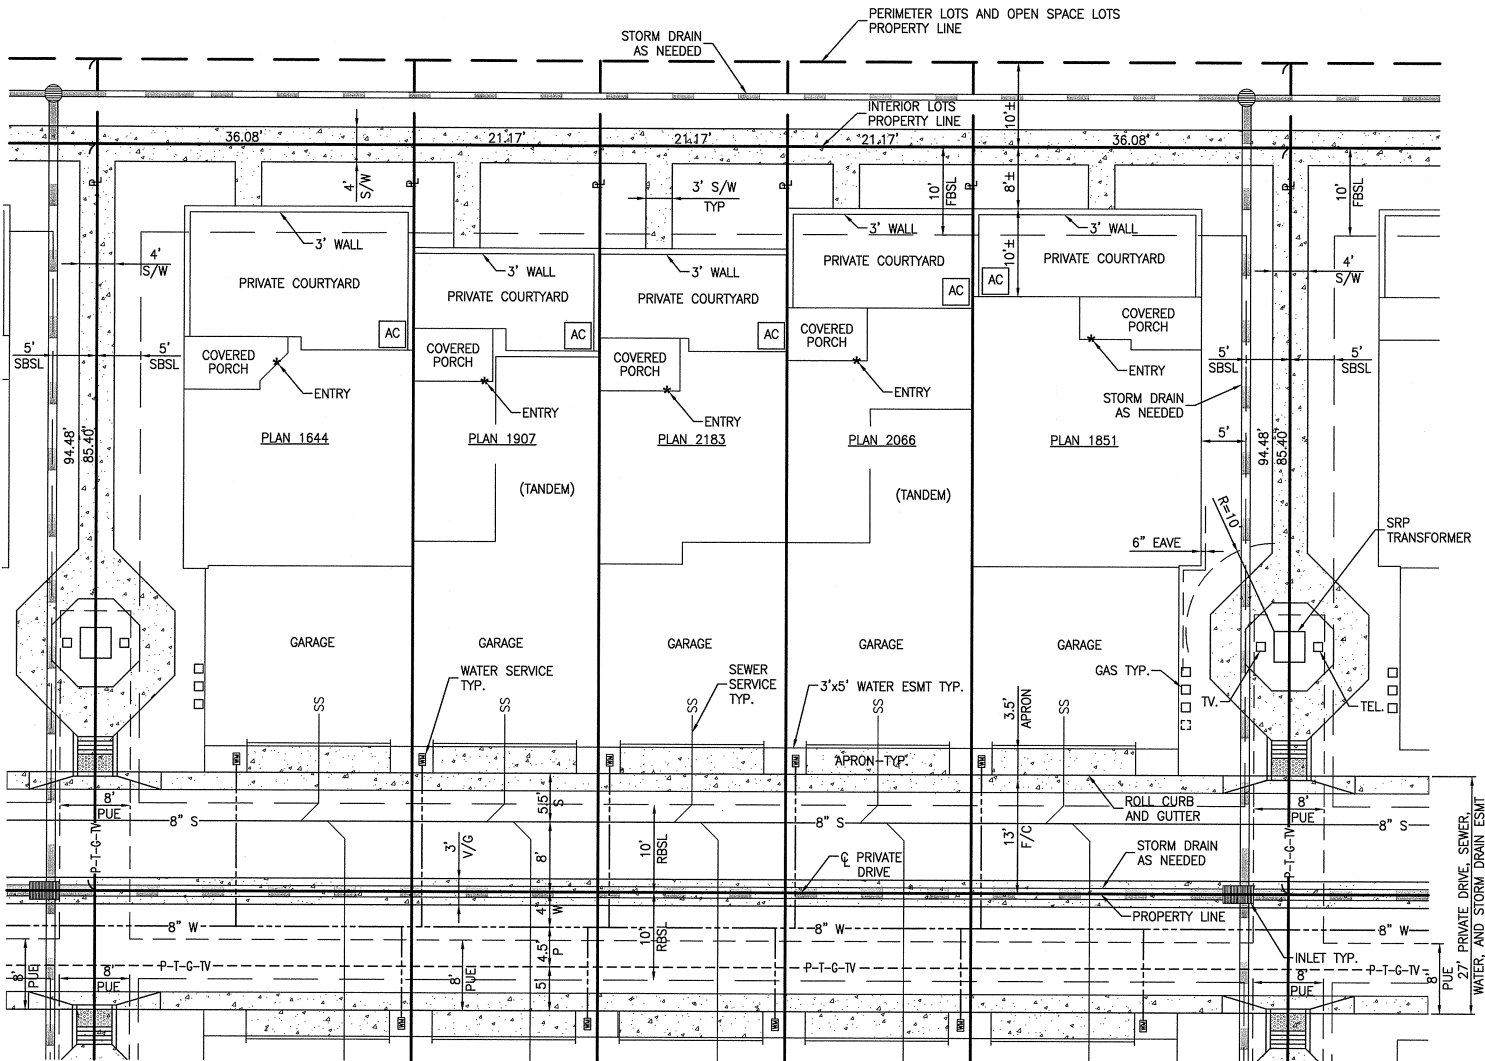 PERIMETER LOTS AND OPEN SPACE LOTS
PROPERTY LINE
STORM DRAIN
AS NEEDED
INTERIOR LOTS
PROPERTY LINE
10'±
36.08'
21.17'
21.17'
21.17'
36.08'
4'
S/W
3' S/W
TYP
10'
FBSL
8'±
10'
FBSL
3' WALL
3' WALL
3' WALL
3' WALL
3' WALL
4'
S/W
PRIVATE COURTYARD
PRIVATE COURTYARD
PRIVATE COURTYARD
PRIVATE COURTYARD
PRIVATE COURTYARD
10'±
4'
S/W
AC
AC
AC
AC
AC
5'
SBSL
5'
SBSL
COVERED
PORCH
COVERED
PORCH
COVERED
PORCH
COVERED
PORCH
COVERED
PORCH
5'
SBSL
5'
SBSL
ENTRY
ENTRY
ENTRY
ENTRY
ENTRY
STORM DRAIN
AS NEEDED
94.48'
85.40'
PLAN 1644
PLAN 1907
PLAN 2183
PLAN 2066
PLAN 1851
5'
94.48'
85.40'
(TANDEM)
(TANDEM)
R=10'
SRP
TRANSFORMER
6" EAVE
GARAGE
GARAGE
GARAGE
GARAGE
GARAGE
WATER SERVICE
TYP.
SEWER
SERVICE
TYP.
3'x5' WATER ESMT TYP.
GAS TYP.
TV.
TEL.
SS
SS
SS
SS
SS
3.5'
APRON
APRON-TYP.
8'
PUE
5.5'
S
ROLL CURB
AND GUTTER
8'
PUE
8" S
8" S
8" S
P-T-G-TV
3'
V/G
8'
10'
RBSL
℄ PRIVATE
DRIVE
13'
F/C
STORM DRAIN
AS NEEDED
P-T-G-TV
PROPERTY LINE
4'
W
8" W
8" W
8" W
10'
RBSL
4.5'
P
INLET TYP.
P-T-G-TV
P-T-G-TV
P-T-G-TV
8'
PUE
8'
PUE
8'
PUE
5'
8'
PUE
8'
PUE
27' PRIVATE DRIVE, SEWER,
WATER, AND STORM DRAIN ESMT